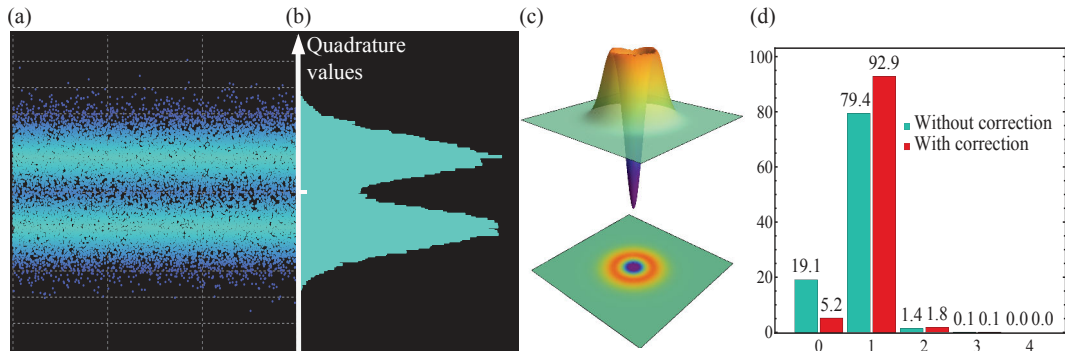 (a)
(b)
(c)
(d)
Quadrature
values
100
80
60
40
20
0
19.1
5.2
79.4
92.9
1.4
1.8
0.1
0.1
0.0
0.0
Without correction
With correction
0
1
2
3
4